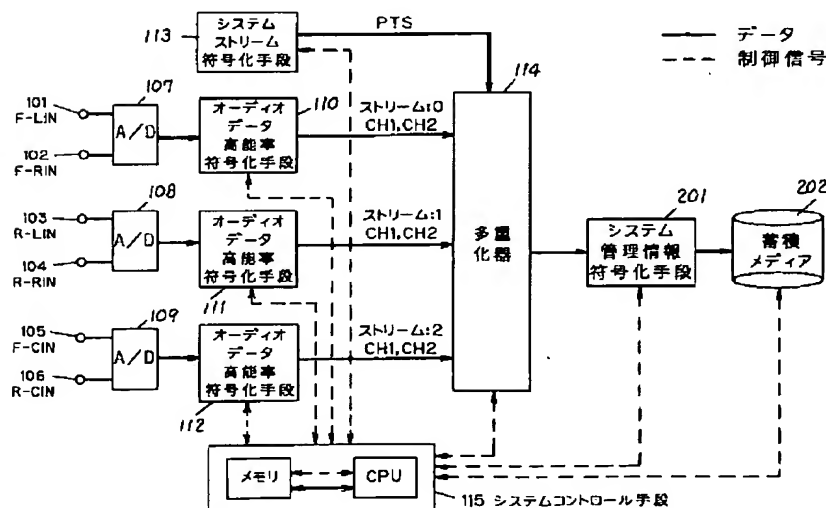 113
システム
ストリーム
符号化手段
PTS
データ
制御信号
114
101
F-LIN
102
F-RIN
107
A/D
110
オーディオ
データ
高能率
符号化手段
ストリーム:0
CH1,CH2
103
R-LIN
104
R-RIN
108
A/D
オーディオ
データ
高能率
符号化手段
111
ストリーム:1
CH1,CH2
多重
化器
201
システム
管理情報
符号化手段
202
蓄積
メディア
105
F-CIN
106
R-CIN
109
A/D
オーディオ
データ
高能率
符号化手段
112
ストリーム:2
CH1,CH2
メモリ
CPU
115 システムコントロール手段